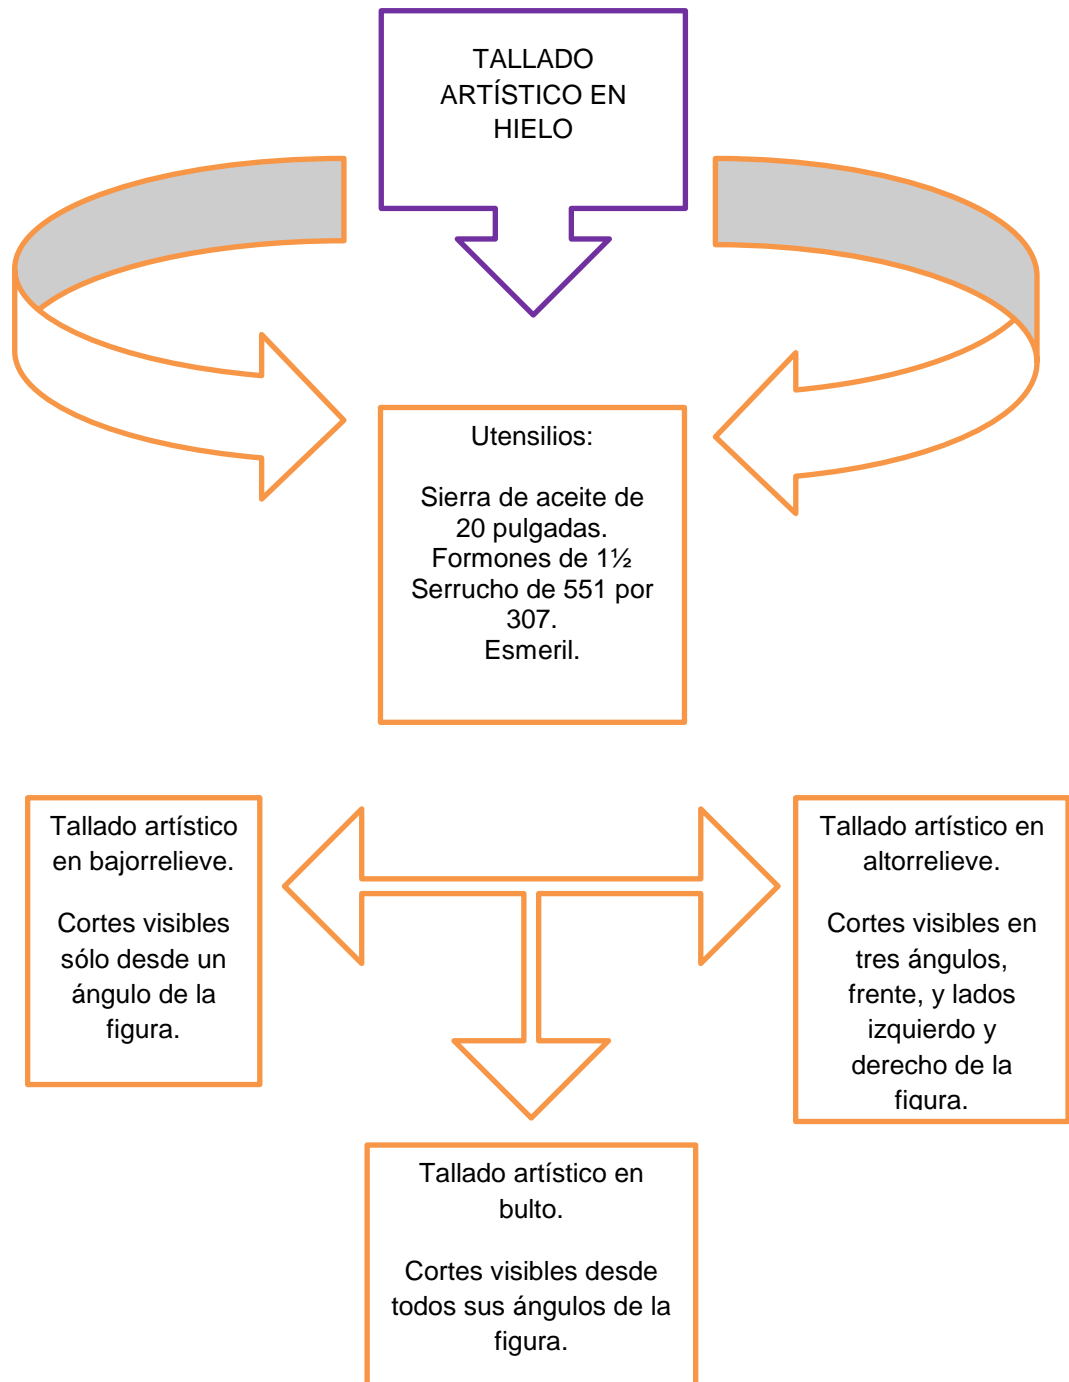 TALLADO
ARTÍSTICO EN
HIELO
Utensilios:
Sierra de aceite de
20 pulgadas.
Formones de 1½
Serrucho de 551 por
307.
Esmeril.
Tallado artístico
en bajorrelieve.
Cortes visibles
sólo desde un
ángulo de la
figura.
Tallado artístico en
altorrelieve.
Cortes visibles en
tres ángulos,
frente, y lados
izquierdo y
derecho de la
figura.
Tallado artístico en
bulto.
Cortes visibles desde
todos sus ángulos de la
figura.